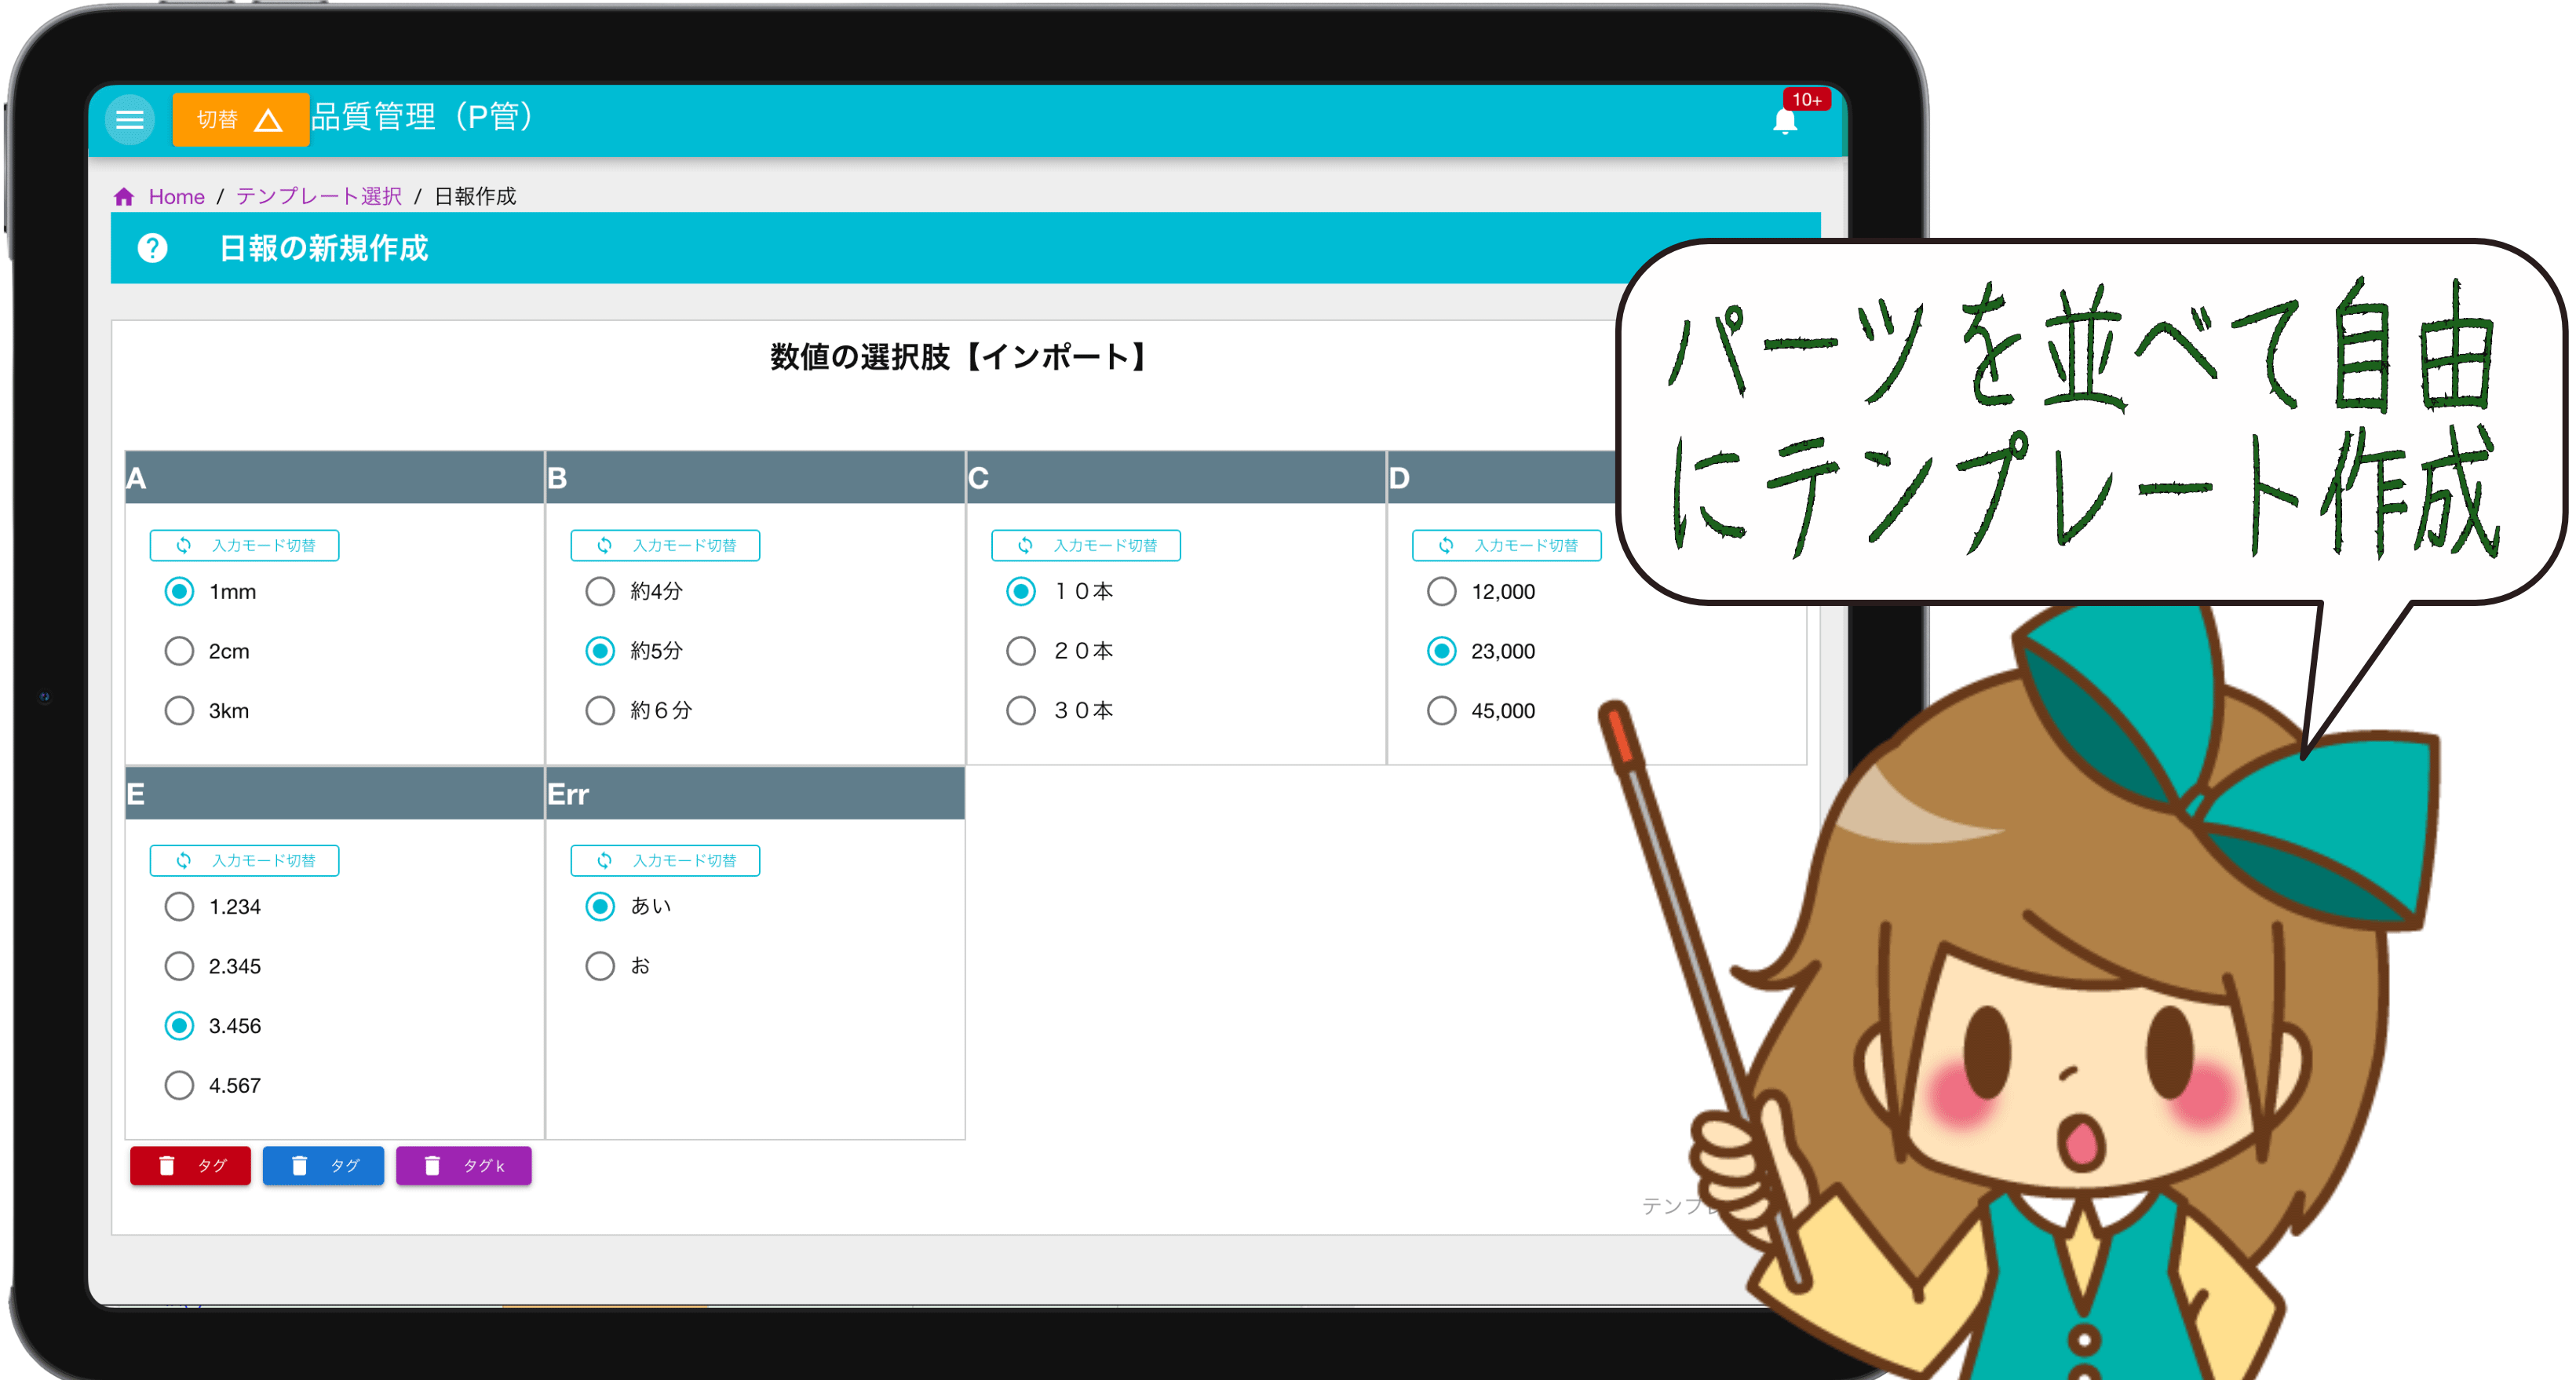 切替 品質管理（P管） 10+
Home / テンプレート選択 / 日報作成
? 日報の新規作成
パーツを並べて自由
にテンプレート作成
数値の選択肢【インポート】
A B C D
入力モード切替 入力モード切替 入力モード切替 入力モード切替
1mm 約4分 １０本 12,000
2cm 約5分 ２０本 23,000
3km 約６分 ３０本 45,000
E Err
入力モード切替 入力モード切替
1.234 あい
2.345 お
3.456
4.567
タグ タグ タグk
テンプレ